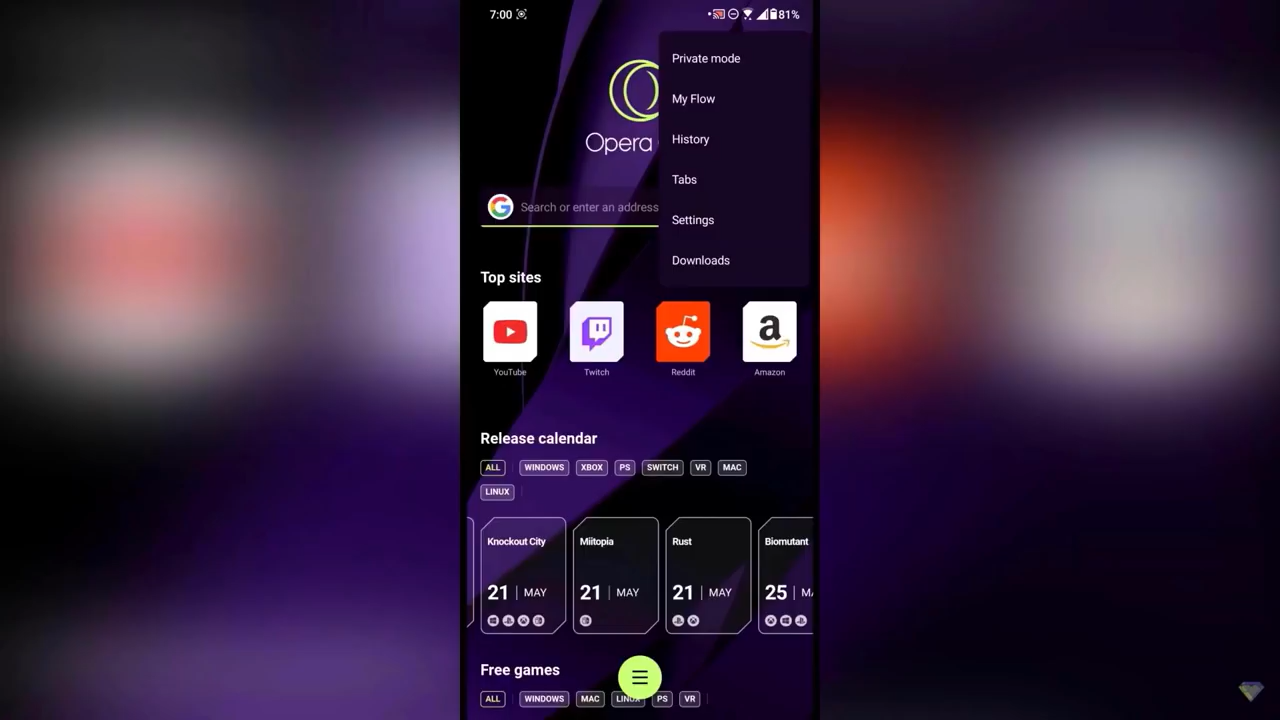 7:00
81%
Private mode
My Flow
History
Tabs
Settings
Downloads
Opera
Search or enter an address
Top sites
YouTube
Twitch
Reddit
Amazon
Release calendar
ALL WINDOWS XBOX PS SWITCH VR MAC
LINUX
Knockout City
21 | MAY
Miitopia
21 | MAY
Rust
21 | MAY
Biomutant
25 | MA
Free games
ALL WINDOWS MAC LINUX PS VR